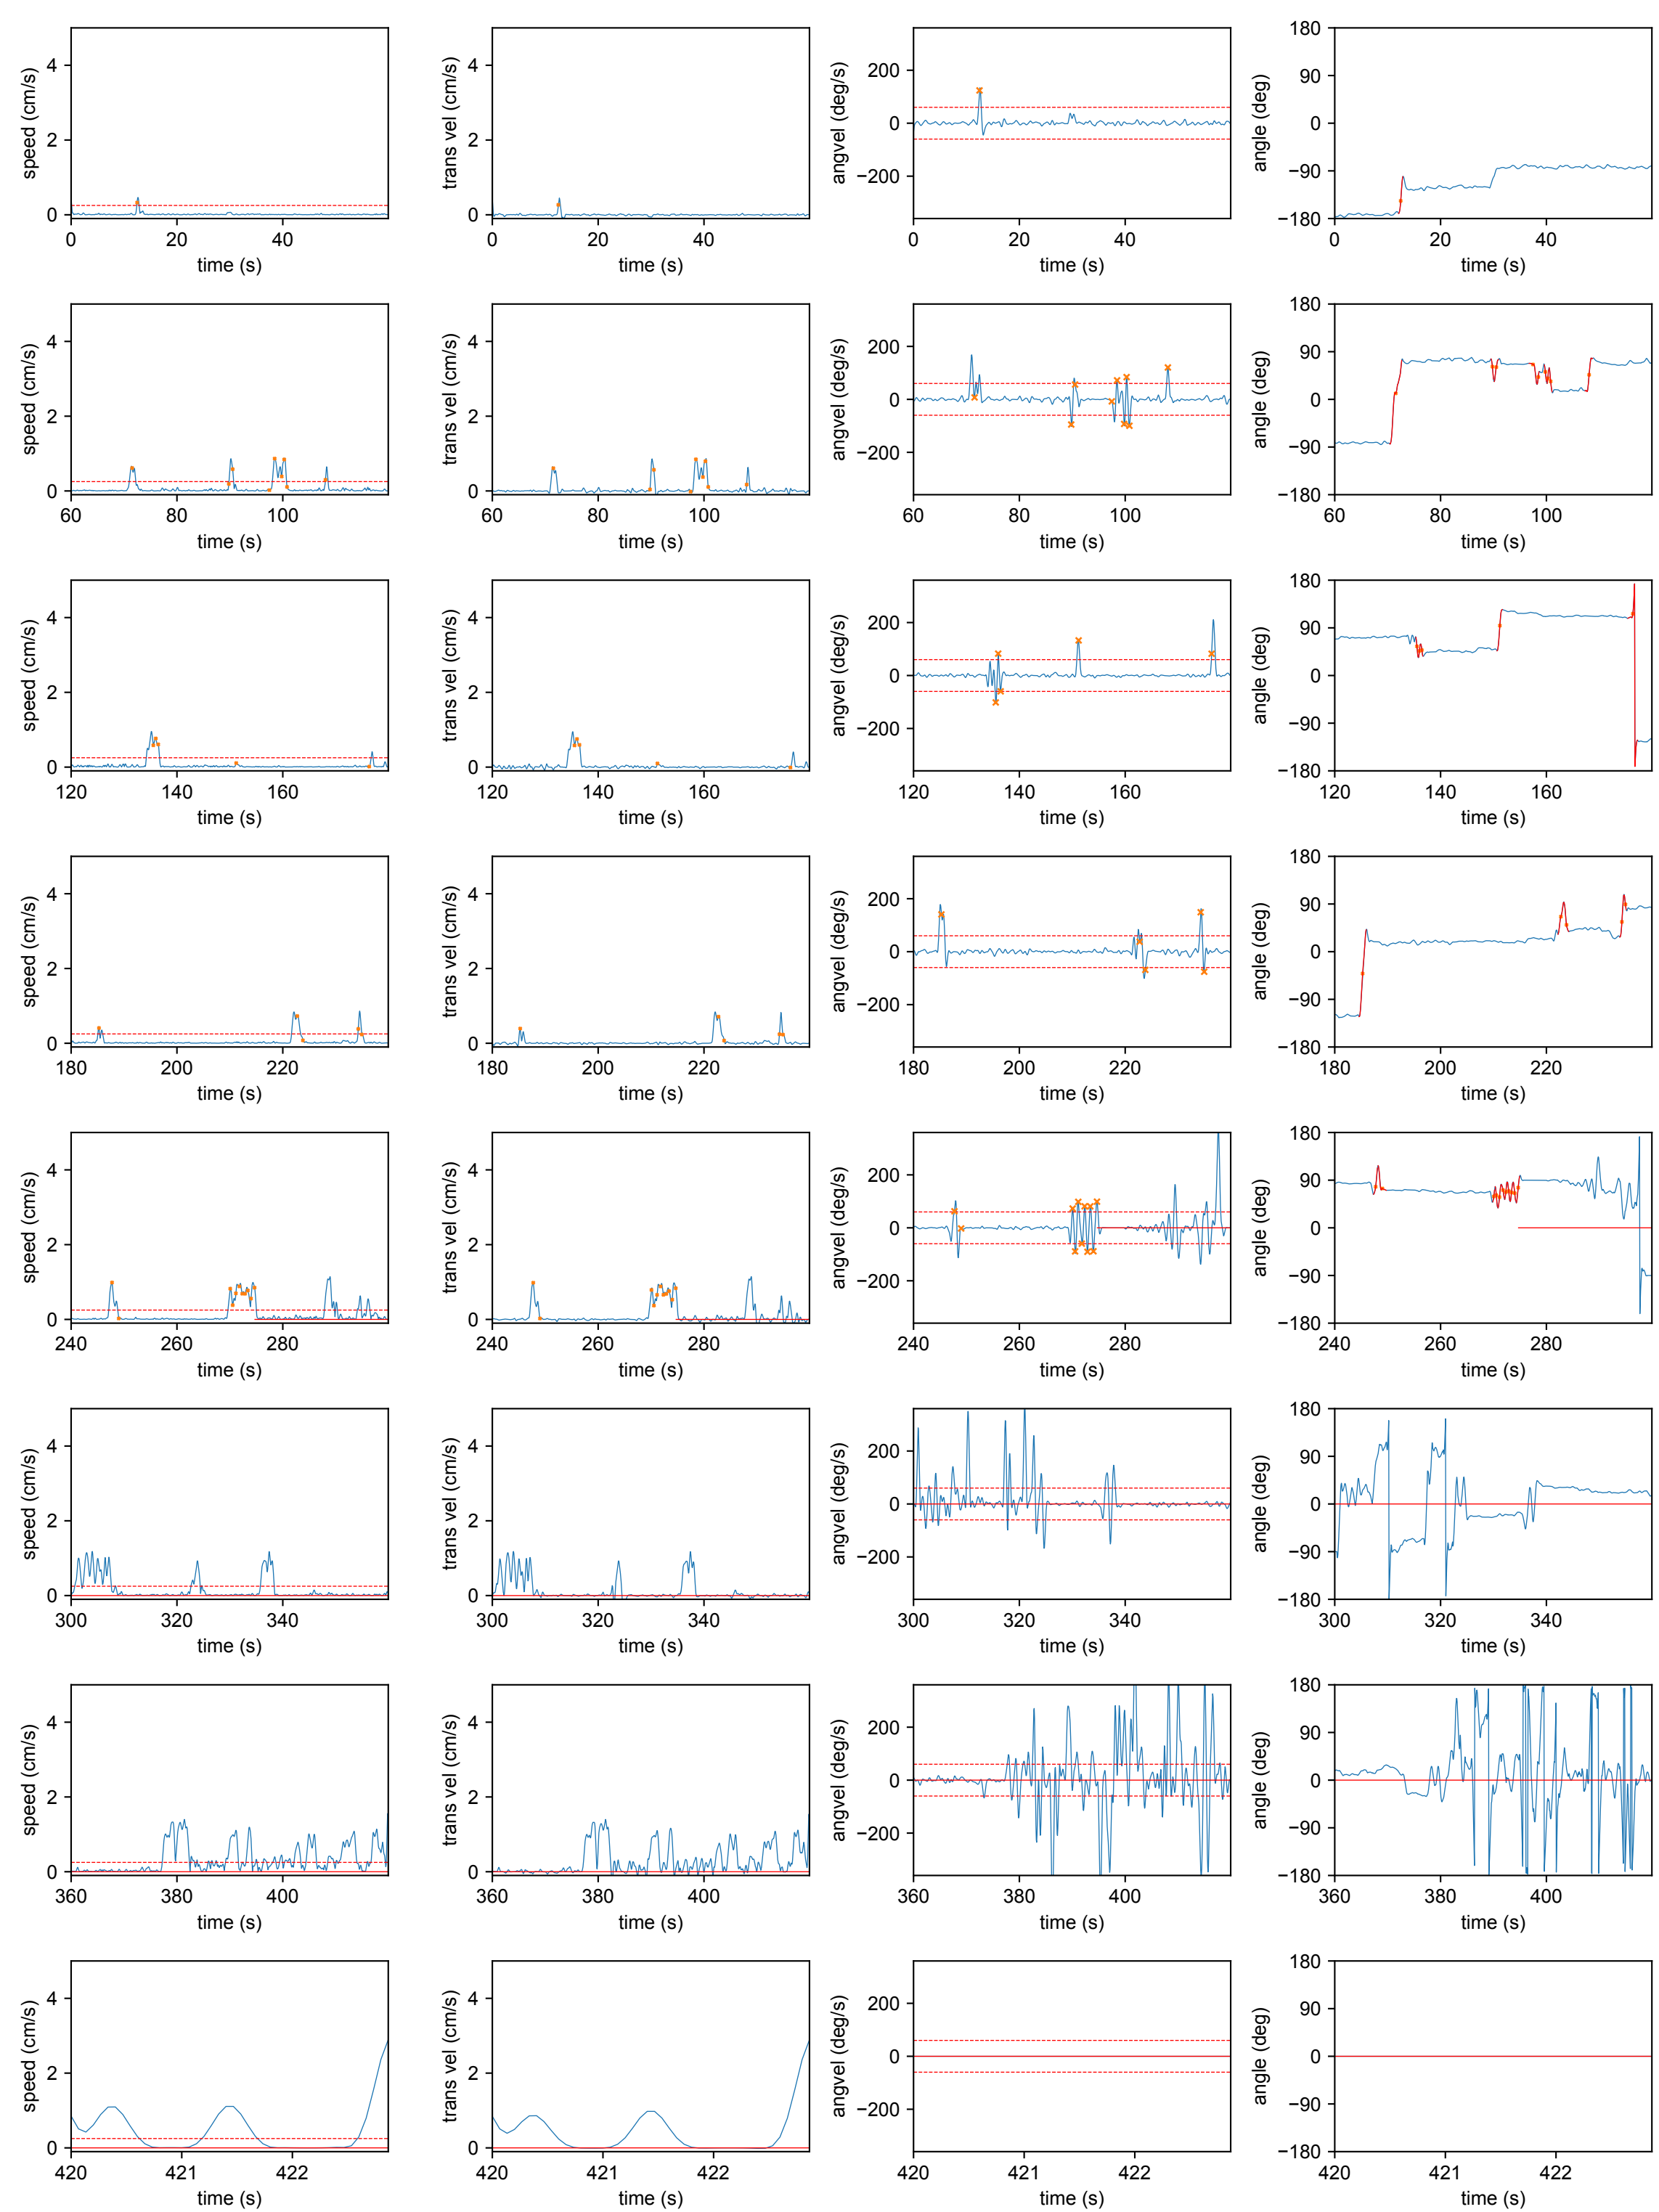 speed (cm/s) 4 2 0 0 20 40 time (s)
trans vel (cm/s) 4 2 0 0 20 40 time (s)
angvel (deg/s) 200 0 −200 0 20 40 time (s)
angle (deg) 180 90 0 −90 −180 0 20 40 time (s)
speed (cm/s) 4 2 0 60 80 100 time (s)
trans vel (cm/s) 4 2 0 60 80 100 time (s)
angvel (deg/s) 200 0 −200 60 80 100 time (s)
angle (deg) 180 90 0 −90 −180 60 80 100 time (s)
speed (cm/s) 4 2 0 120 140 160 time (s)
trans vel (cm/s) 4 2 0 120 140 160 time (s)
angvel (deg/s) 200 0 −200 120 140 160 time (s)
angle (deg) 180 90 0 −90 −180 120 140 160 time (s)
speed (cm/s) 4 2 0 180 200 220 time (s)
trans vel (cm/s) 4 2 0 180 200 220 time (s)
angvel (deg/s) 200 0 −200 180 200 220 time (s)
angle (deg) 180 90 0 −90 −180 180 200 220 time (s)
speed (cm/s) 4 2 0 240 260 280 time (s)
trans vel (cm/s) 4 2 0 240 260 280 time (s)
angvel (deg/s) 200 0 −200 240 260 280 time (s)
angle (deg) 180 90 0 −90 −180 240 260 280 time (s)
speed (cm/s) 4 2 0 300 320 340 time (s)
trans vel (cm/s) 4 2 0 300 320 340 time (s)
angvel (deg/s) 200 0 −200 300 320 340 time (s)
angle (deg) 180 90 0 −90 −180 300 320 340 time (s)
speed (cm/s) 4 2 0 360 380 400 time (s)
trans vel (cm/s) 4 2 0 360 380 400 time (s)
angvel (deg/s) 200 0 −200 360 380 400 time (s)
angle (deg) 180 90 0 −90 −180 360 380 400 time (s)
speed (cm/s) 4 2 0 420 421 422 time (s)
trans vel (cm/s) 4 2 0 420 421 422 time (s)
angvel (deg/s) 200 0 −200 420 421 422 time (s)
angle (deg) 180 90 0 −90 −180 420 421 422 time (s)